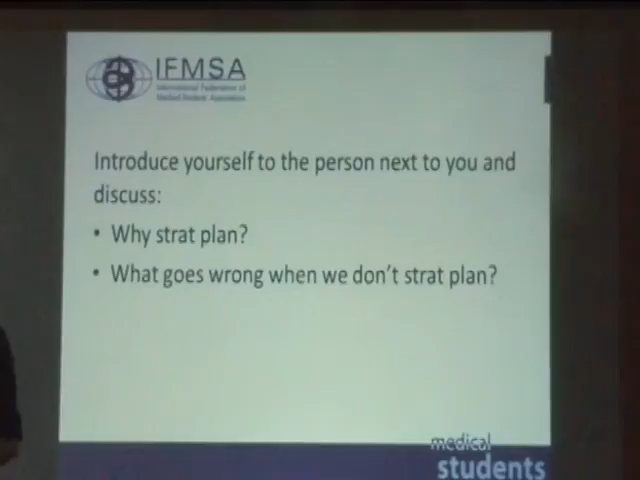 IFMSA
International Federation of
Medical Students' Associations
Introduce yourself to the person next to you and
discuss:
• Why strat plan?
• What goes wrong when we don't strat plan?
medical
students